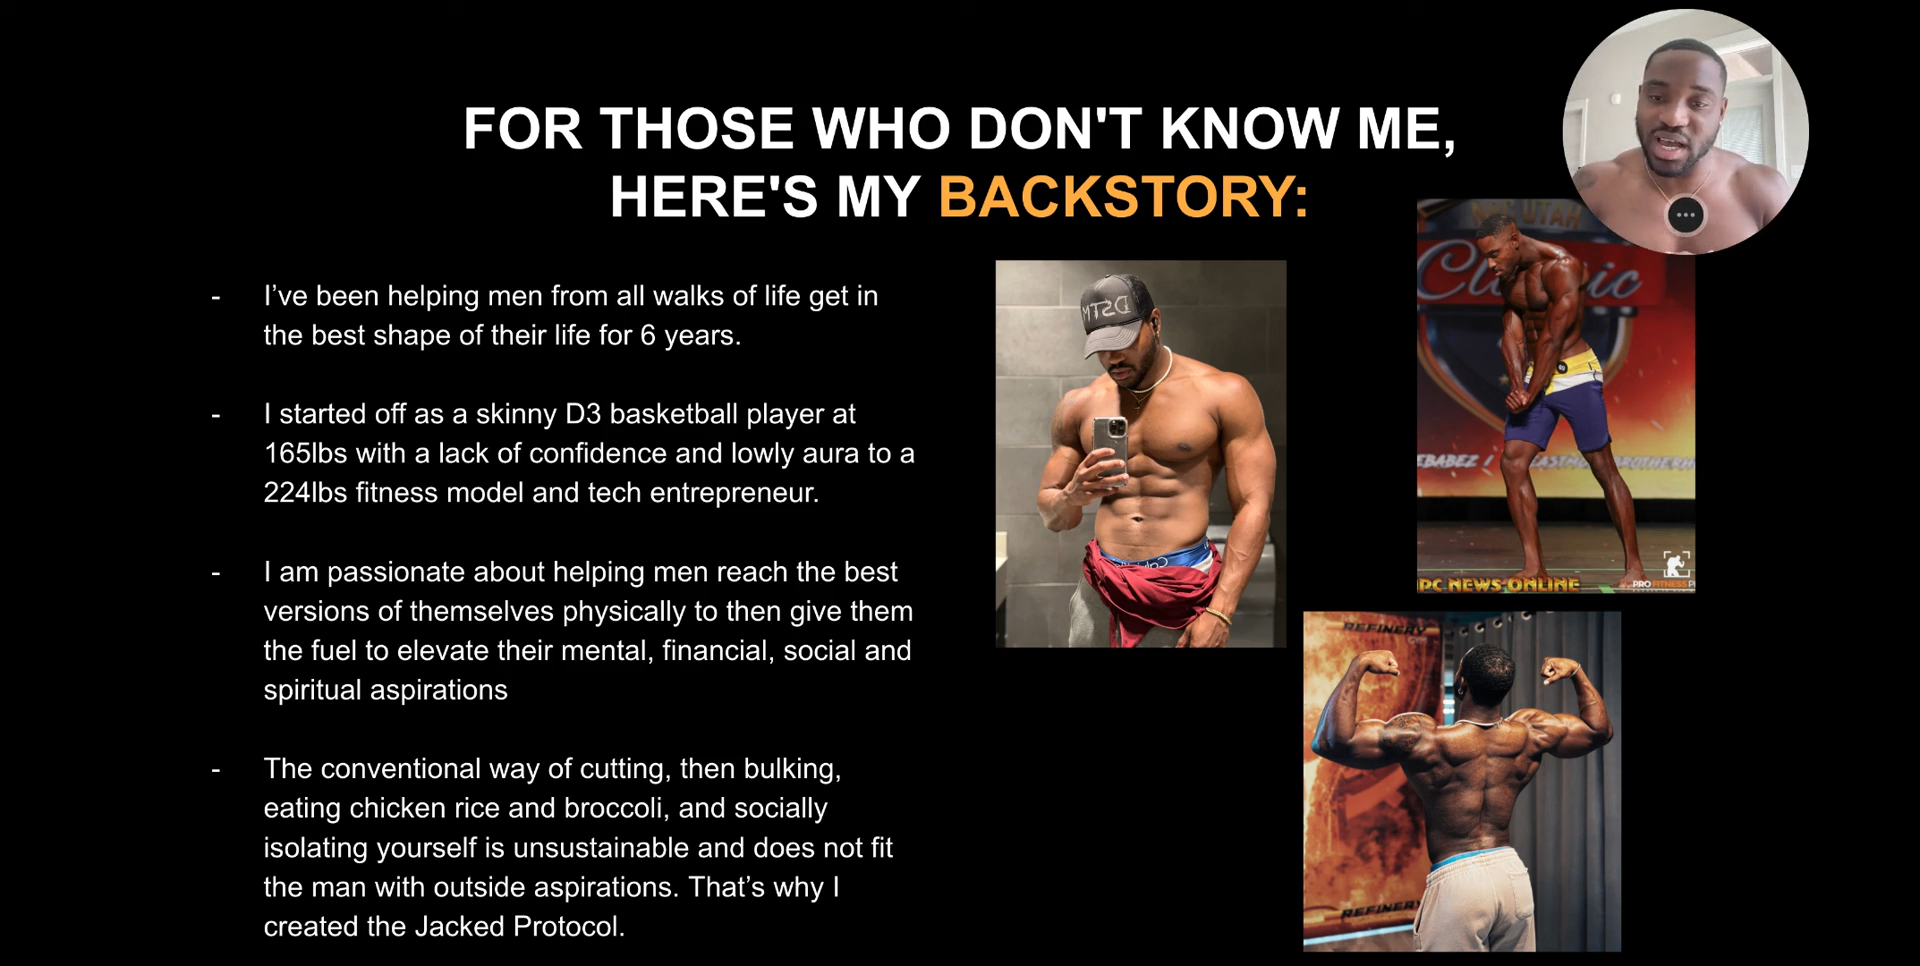 FOR THOSE WHO DON'T KNOW ME,
HERE'S MY BACKSTORY:
- I’ve been helping men from all walks of life get in
the best shape of their life for 6 years.
- I started off as a skinny D3 basketball player at
165lbs with a lack of confidence and lowly aura to a
224lbs fitness model and tech entrepreneur.
- I am passionate about helping men reach the best
versions of themselves physically to then give them
the fuel to elevate their mental, financial, social and
spiritual aspirations
- The conventional way of cutting, then bulking,
eating chicken rice and broccoli, and socially
isolating yourself is unsustainable and does not fit
the man with outside aspirations. That’s why I
created the Jacked Protocol.
UTAH
Classic
PC NEWS ONLINE
PRO FITNESS P
REFINERY
REFINERY